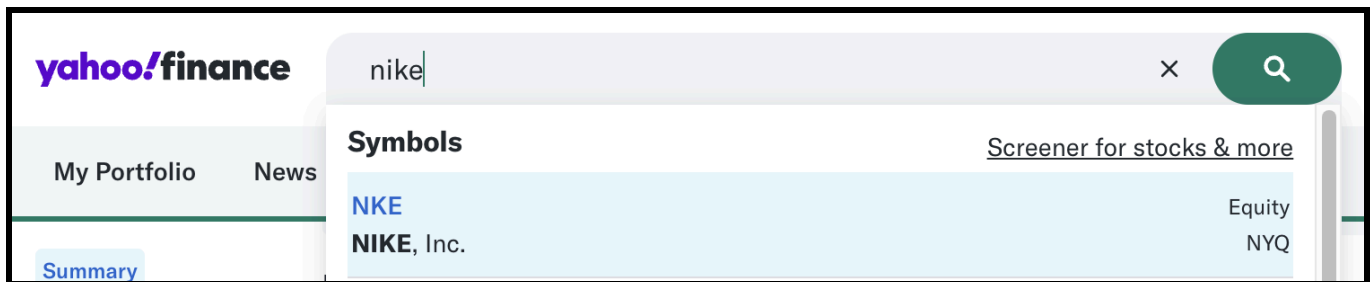 yahoo!finance
nike
Symbols
Screener for stocks & more
My Portfolio
News
NKE
Equity
NIKE, Inc.
NYQ
Summary